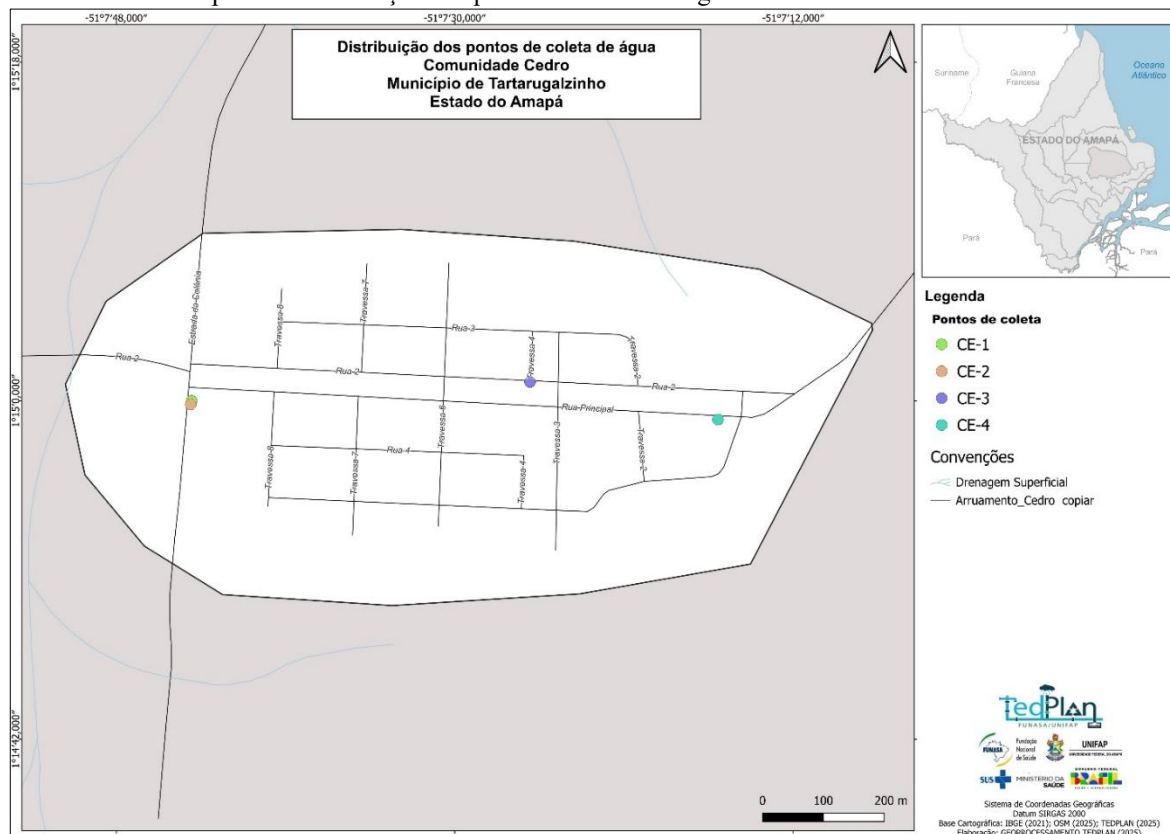 -51°7'48,000"
-51°7'30,000"
-51°7'12,000"
1°15'18,000"
1°15'0,000"
1°14'42,000"
Distribuição dos pontos de coleta de água
Comunidade Cedro
Município de Tartarugalzinho
Estado do Amapá
Estrada da Colônia
Travessa 8
Travessa 7
Rua 3
Travessa 4
Travessa 2
Rua 2
Rua 2
Rua 2
Rua Principal
Travessa 6
Travessa 3
Travessa 2
Rua 4
Travessa 8
Travessa 7
Travessa 4
0 100 200 m
Suriname
Guiana
Francesa
Oceano
Atlântico
ESTADO DO AMAPÁ
Pará
Pará
Legenda
Pontos de coleta
CE-1
CE-2
CE-3
CE-4
Convenções
Drenagem Superficial
Arruamento_Cedro copiar
TedPlan
FUNASA/UNIFAP
FUNASA
Fundação
Nacional
de Saúde
UNIFAP
SUS
MINISTÉRIO DA
SAÚDE
GOVERNO FEDERAL
BRASIL
Sistema de Coordenadas Geográficas
Datum SIRGAS 2000
Base Cartográfica: IBGE (2021); OSM (2025); TEDPLAN (2025)
Elaboração: GEOPROCESSAMENTO TEDPLAN (2025)